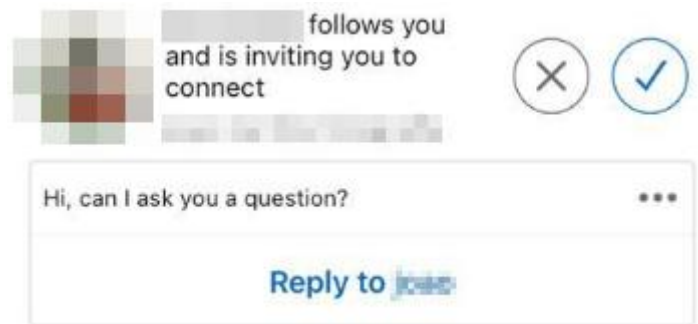 follows you
and is inviting you to
connect
Hi, can I ask you a question?
Reply to